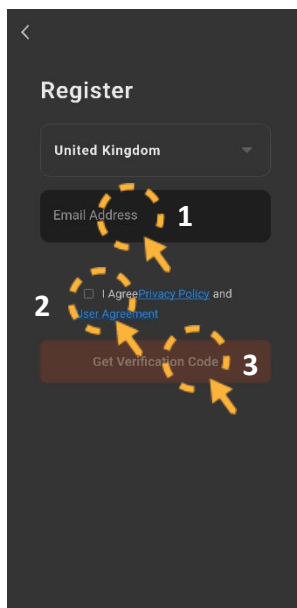 Register
United Kingdom
Email Address 1
I AgreePrivacy Policy and
2
User Agreement
Get Verification Code 3